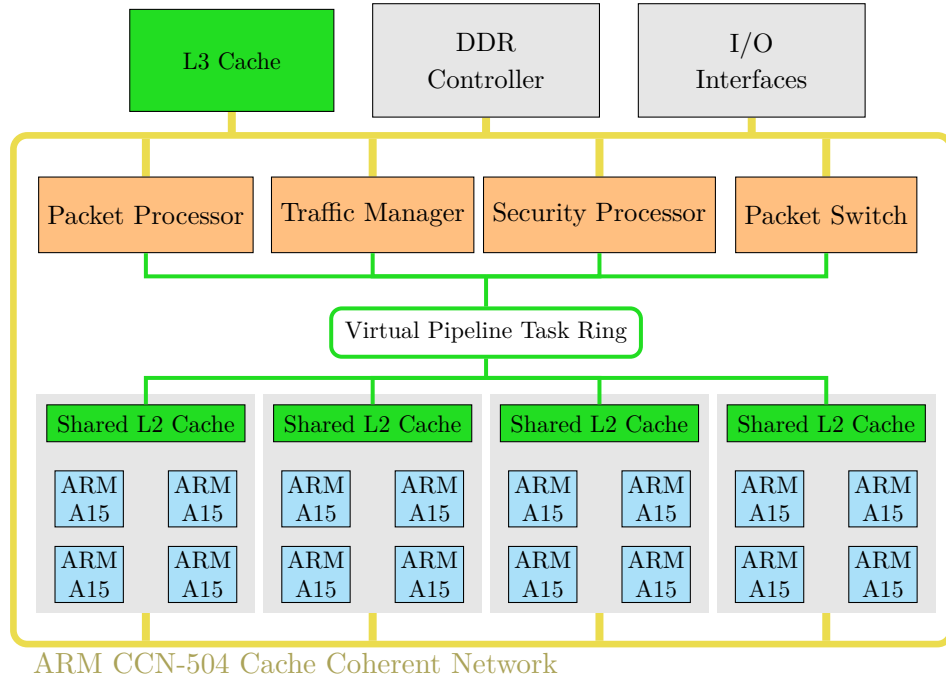 L3 Cache
DDR
Controller
I/O
Interfaces
Packet Processor
Traffic Manager
Security Processor
Packet Switch
Virtual Pipeline Task Ring
Shared L2 Cache
Shared L2 Cache
Shared L2 Cache
Shared L2 Cache
ARM
A15
ARM
A15
ARM
A15
ARM
A15
ARM
A15
ARM
A15
ARM
A15
ARM
A15
ARM
A15
ARM
A15
ARM
A15
ARM
A15
ARM
A15
ARM
A15
ARM
A15
ARM
A15
ARM CCN-504 Cache Coherent Network